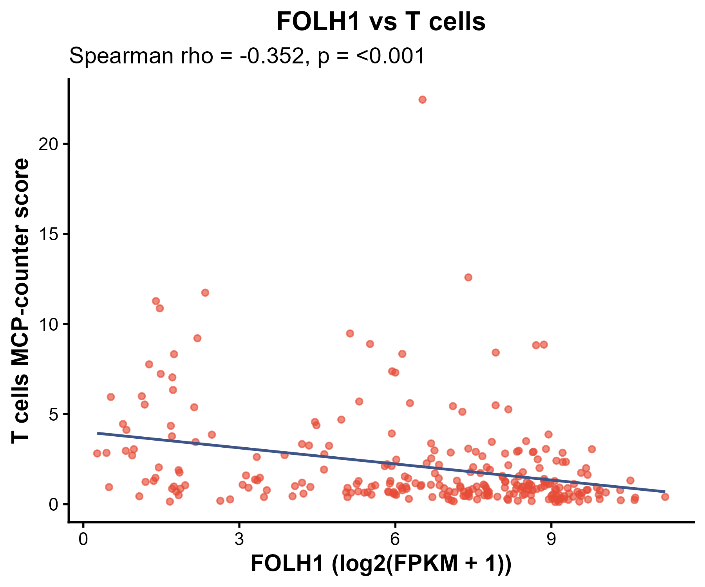 FOLH1 vs T cells
Spearman rho = -0.352, p = <0.001
T cells MCP-counter score
20
15
10
5
0
0 3 6 9
FOLH1 (log2(FPKM + 1))